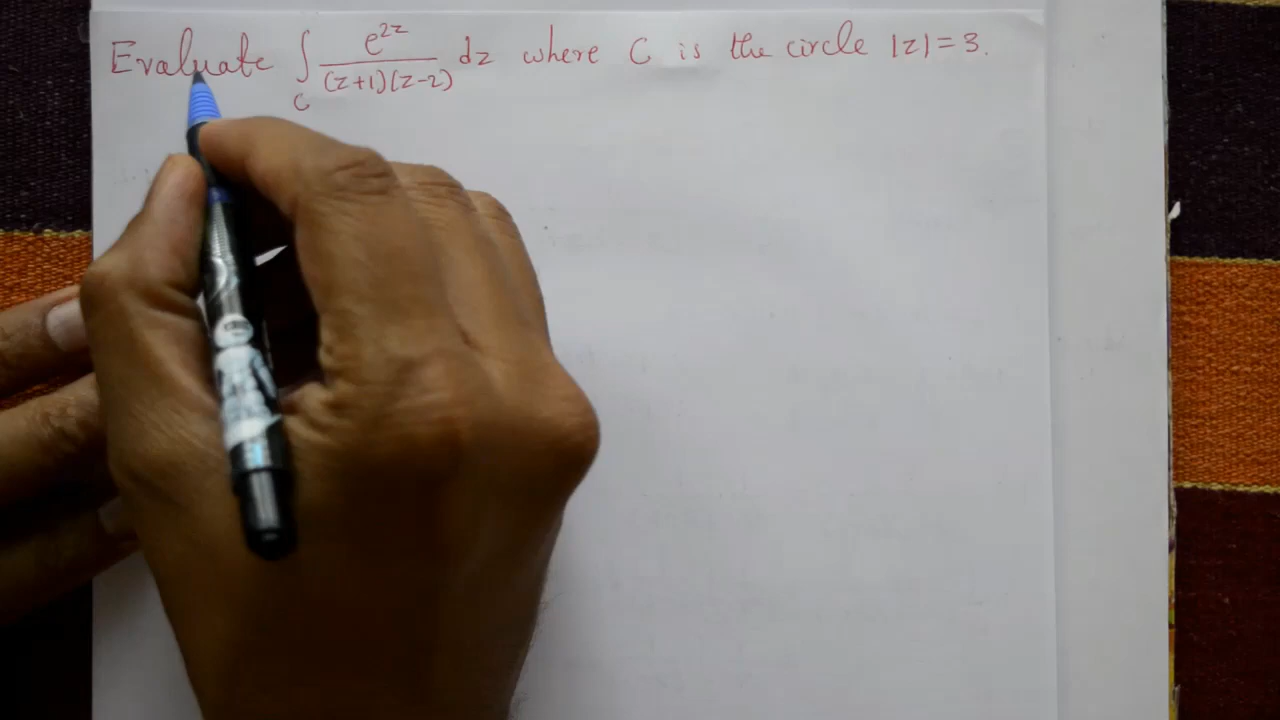 Evaluate ∫_C e^{2z}/((z+1)(z-2)) dz where C is the circle |z|=3.